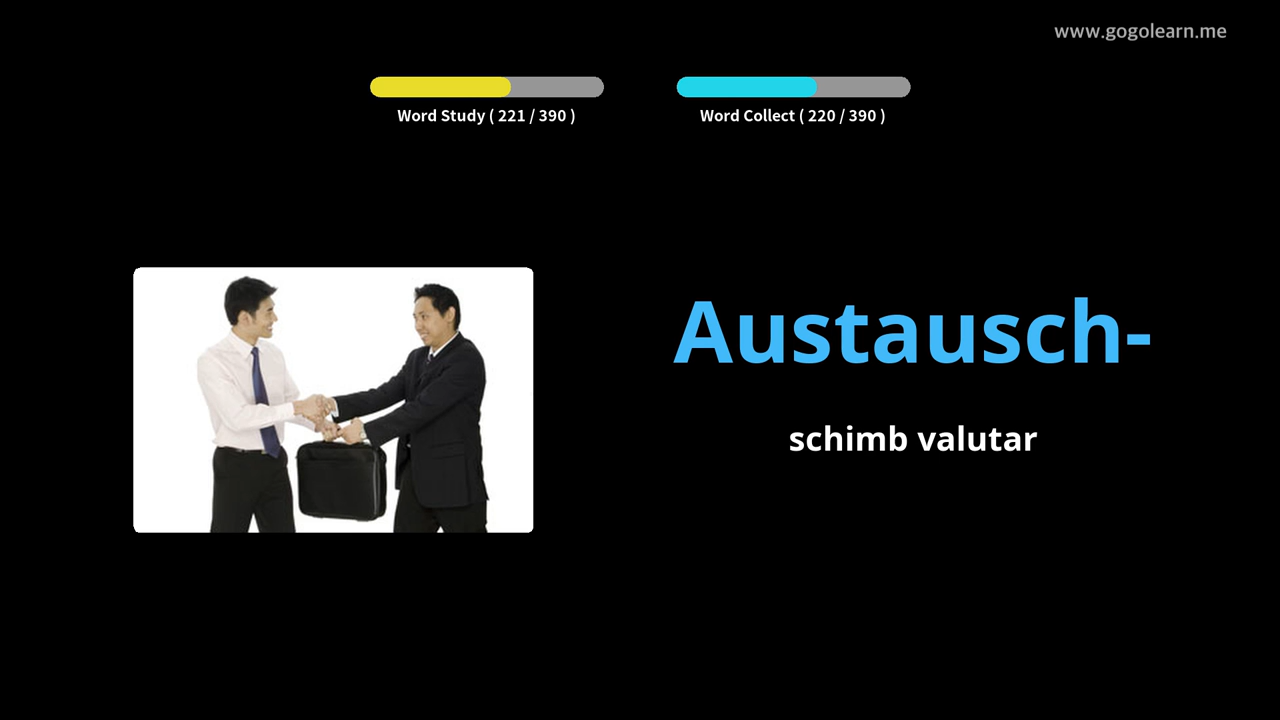 www.gogolearn.me
Word Study ( 221 / 390 )
Word Collect ( 220 / 390 )
Austausch-
schimb valutar